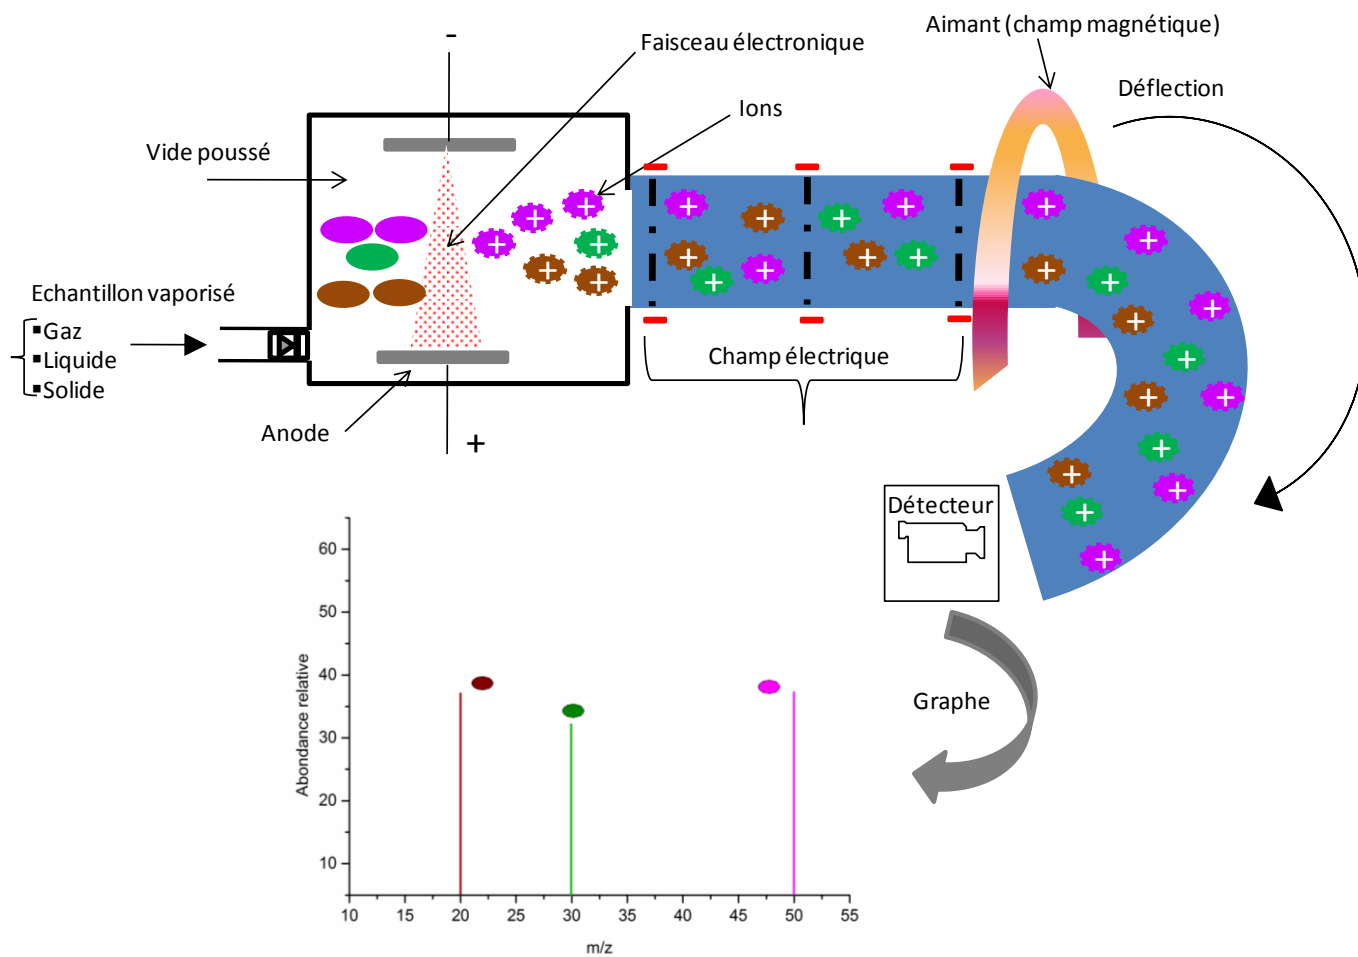 -
Faisceau électronique
Aimant (champ magnétique)
Déflection
Ions
Vide poussé
Echantillon vaporisé
▪Gaz
▪Liquide
▪Solide
Champ électrique
Anode
+
Détecteur
Graphe
Abondance relative
60
50
40
30
20
10
10 15 20 25 30 35 40 45 50 55
m/z